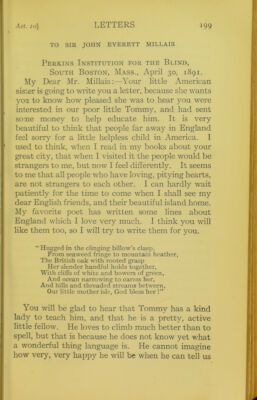 Aet. 10] LETTERS 199
TO SIR JOHN EVERETT MILLAIS
Perkins Institution for the Blind,
South Boston, Mass., April 30, 1891.
My Dear Mr. Millais:—Your little American
sister is going to write you a letter, because she wants
you to know how pleased she was to hear you were
interested in our poor little Tommy, and had sent
some money to help educate him. It is very
beautiful to think that people far away in England
feel sorry for a little helpless child in America. I
used to think, when I read in my books about your
great city, that when I visited it the people would be
strangers to me, but now I feel differently. It seems
to me that all people who have loving, pitying hearts,
are not strangers to each other. I can hardly wait
patiently for the time to come when I shall see my
dear English friends, and their beautiful island home.
My favorite poet has written some lines about
England which I love very much. I think you will
like them too, so I will try to write them for you.
"Hugged in the clinging billow's clasp,
From seaweed fringe to mountain heather,
The British oak with rooted grasp
Her slender handful holds together,
With cliffs of white and bowers of green,
And ocean narrowing to caress her,
And hills and threaded streams between,
Our little mother isle, God bless her!"
You will be glad to hear that Tommy has a kind
lady to teach him, and that he is a pretty, active
little fellow. He loves to climb much better than to
spell, but that is because he does not know yet what
a wonderful thing language is. He cannot imagine
how very, very happy he will be when he can tell us